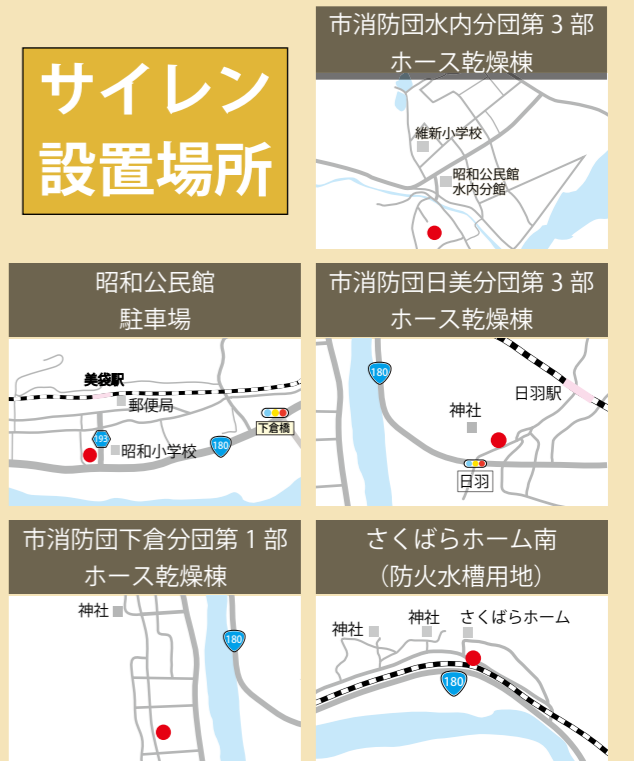 サイレン
設置場所
市消防団水内分団第3部
ホース乾燥棟
維新小学校
昭和公民館
水内分館
昭和公民館
駐車場
美袋駅
郵便局
193
昭和小学校
180
下倉橋
市消防団日美分団第3部
ホース乾燥棟
180
日羽駅
神社
日羽
市消防団下倉分団第1部
ホース乾燥棟
神社
180
さくばらホーム南
（防火水槽用地）
神社
神社
さくばらホーム
180